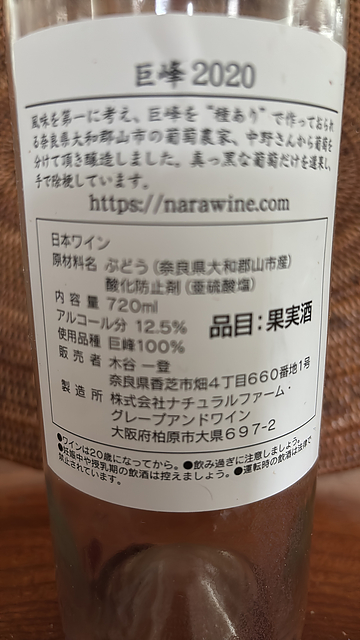 巨峰2020
風味を第一に考え、巨峰を"種あり"で作っておられ
る奈良県大和郡山市の葡萄農家、中野さんから葡萄を
分けて頂き醸造しました。真っ黒な葡萄だけを選果し、
手で除梗しています。
https://narawine.com
日本ワイン
原材料名 ぶどう（奈良県大和郡山市産）
酸化防止剤（亜硫酸塩）
内容量 720ml
アルコール分 12.5%
品目：果実酒
使用品種 巨峰100%
販売者 木谷 一登
奈良県香芝市畑4丁目660番地1号
製造所 株式会社ナチュラルファーム・
グレープアンドワイン
大阪府柏原市大県697-2
●ワインは20歳になってから。●飲み過ぎに注意しましょう。
●妊娠中や授乳期の飲酒は控えましょう。●運転時の飲酒は法律で
禁止されています。